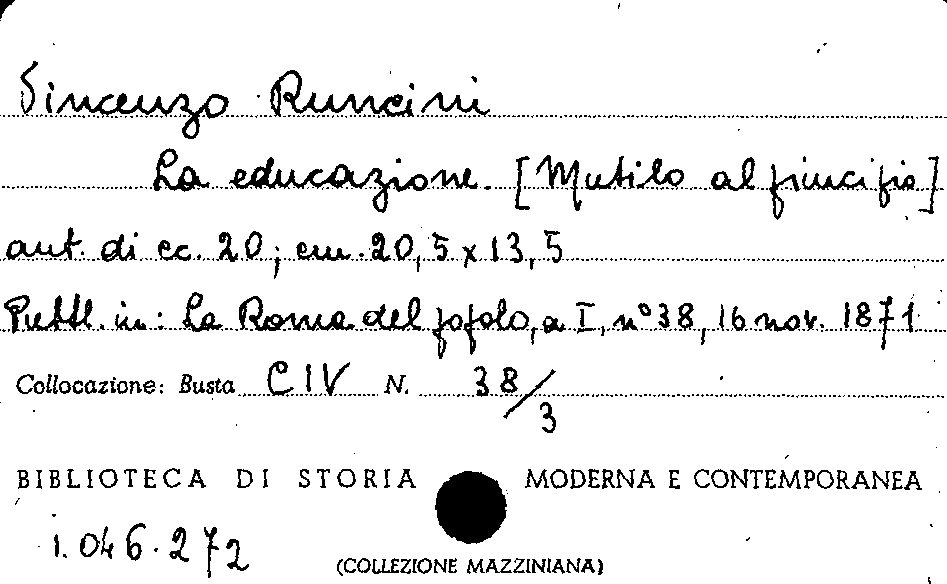 Vincenzo Runcini
La educazione. [Mutilo al principio]
aut. di cc. 20; cm. 20,5 x 13,5
Pubbl. in: La Roma del popolo, a I, n° 38, 16 nov. 1871
Collocazione: Busta CIV N. 38/3
BIBLIOTECA DI STORIA MODERNA E CONTEMPORANEA
1.046.272
(COLLEZIONE MAZZINIANA)